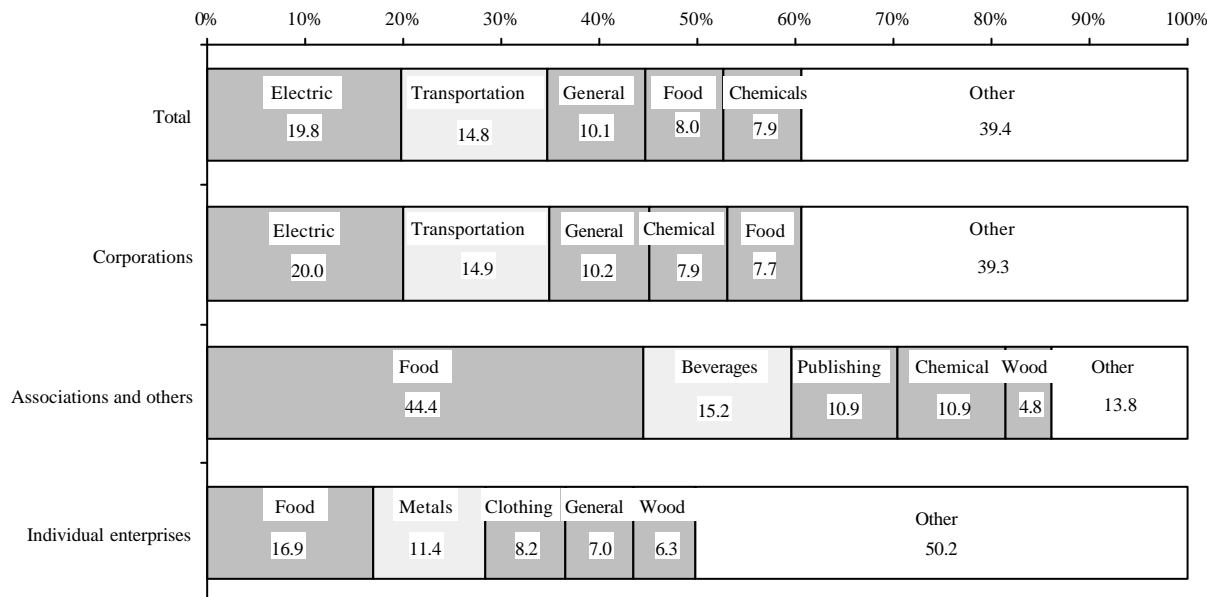 0% 10% 20% 30% 40% 50% 60% 70% 80% 90% 100%
Total
Electric Transportation General Food Chemicals Other
19.8 14.8 10.1 8.0 7.9 39.4
Corporations
Electric Transportation General Chemical Food Other
20.0 14.9 10.2 7.9 7.7 39.3
Associations and others
Food Beverages Publishing Chemical Wood Other
44.4 15.2 10.9 10.9 4.8 13.8
Individual enterprises
Food Metals Clothing General Wood Other
16.9 11.4 8.2 7.0 6.3 50.2